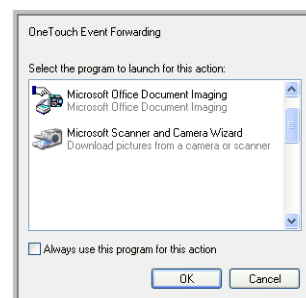 OneTouch Event Forwarding
Select the program to launch for this action:
Microsoft Office Document Imaging
Microsoft Office Document Imaging
Microsoft Scanner and Camera Wizard
Download pictures from a camera or scanner
Always use this program for this action
OK
Cancel